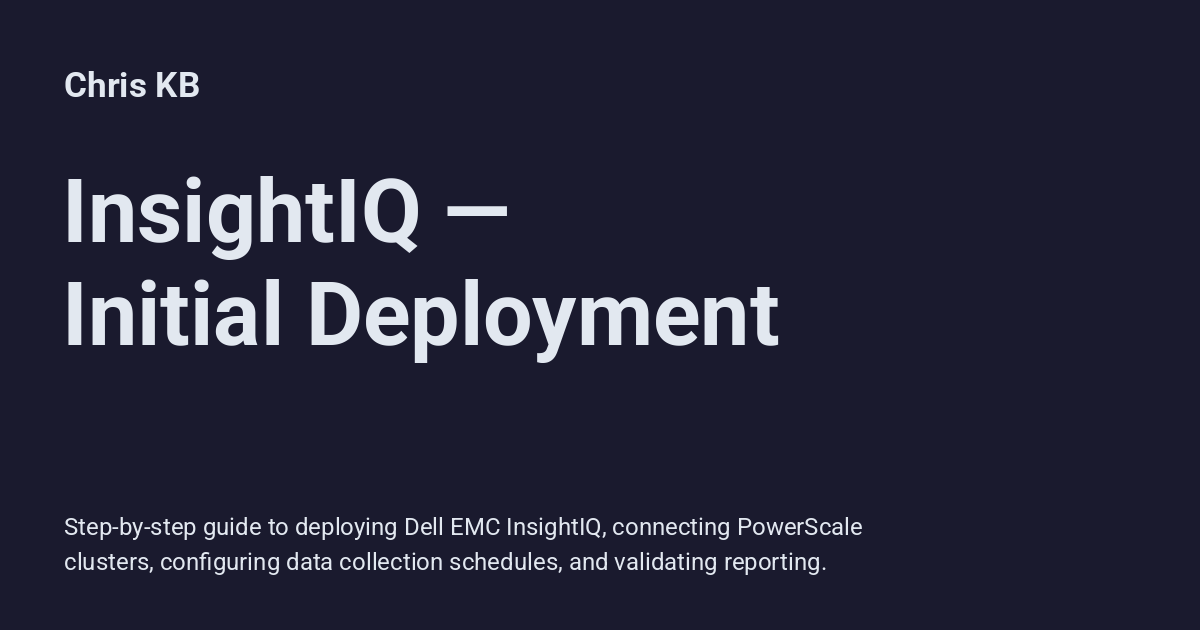 Chris KB
InsightIQ —
Initial Deployment
Step-by-step guide to deploying Dell EMC InsightIQ, connecting PowerScale
clusters, configuring data collection schedules, and validating reporting.